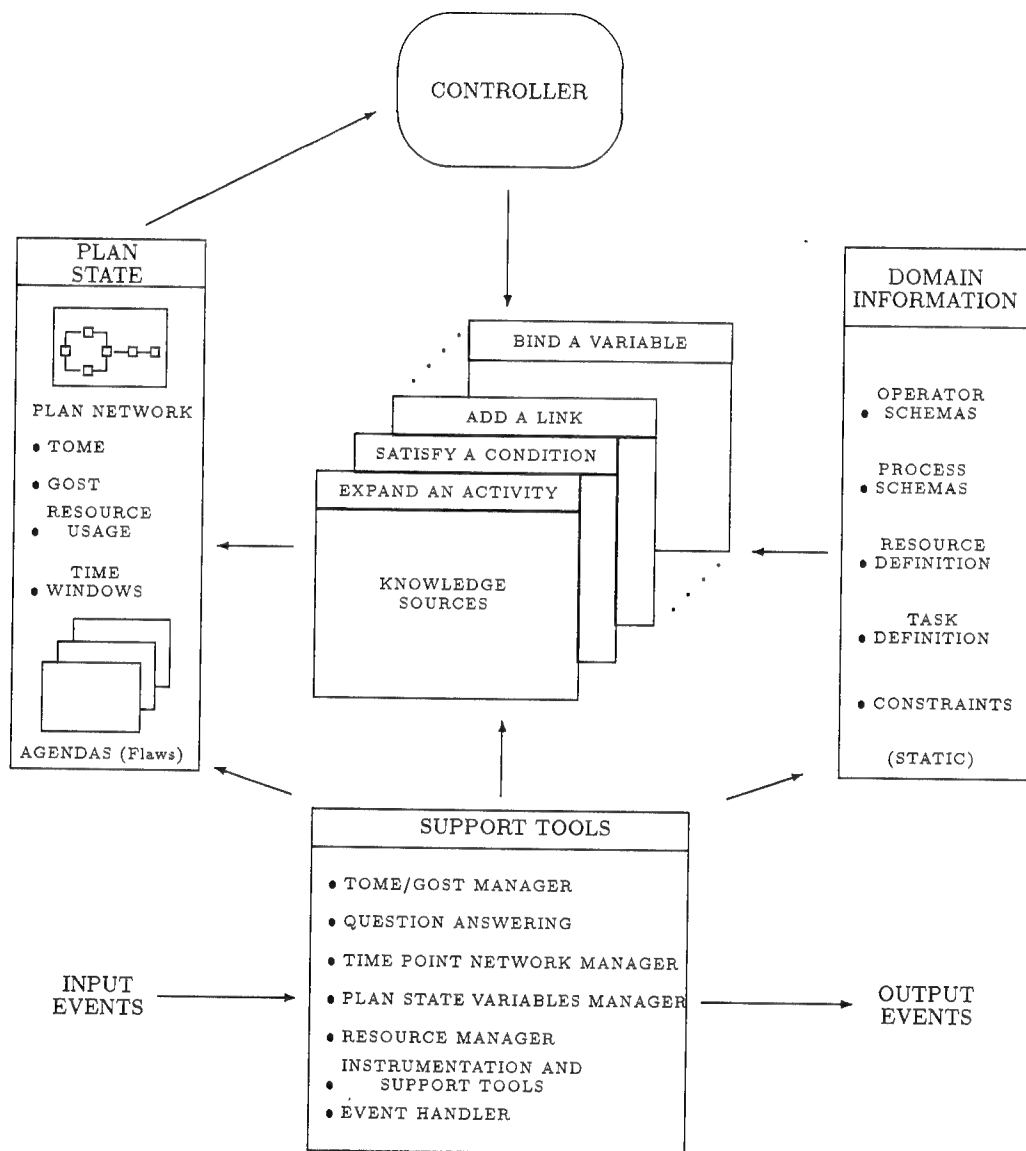 CONTROLLER
PLAN
STATE
PLAN NETWORK
• TOME
• GOST
• RESOURCE
USAGE
• TIME
WINDOWS
AGENDAS (Flaws)
BIND A VARIABLE
ADD A LINK
SATISFY A CONDITION
EXPAND AN ACTIVITY
KNOWLEDGE
SOURCES
DOMAIN
INFORMATION
• OPERATOR
SCHEMAS
• PROCESS
SCHEMAS
• RESOURCE
DEFINITION
• TASK
DEFINITION
• CONSTRAINTS
(STATIC)
SUPPORT TOOLS
• TOME/GOST MANAGER
• QUESTION ANSWERING
• TIME POINT NETWORK MANAGER
• PLAN STATE VARIABLES MANAGER
• RESOURCE MANAGER
• INSTRUMENTATION AND
SUPPORT TOOLS
• EVENT HANDLER
INPUT
EVENTS
OUTPUT
EVENTS